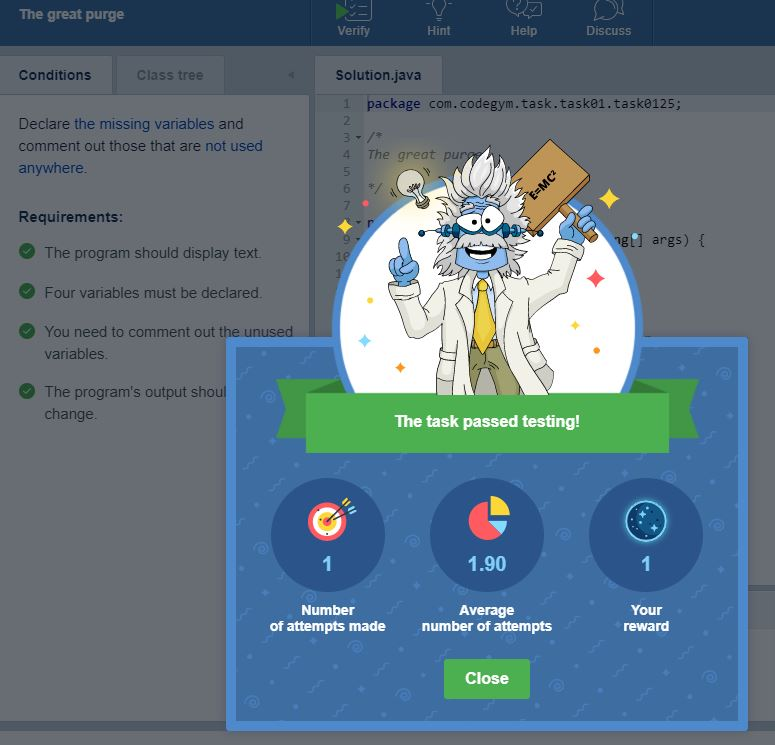 The great purge
Verify
Hint
Help
Discuss
Conditions
Class tree
Solution.java
Declare the missing variables and
comment out those that are not used
anywhere.
Requirements:
The program should display text.
Four variables must be declared.
You need to comment out the unused
variables.
The program's output
change.
1 package com.codegym.task.task01.task0125;
2
3 /*
4 The great
5
6 */
7
9 args) {
E=MC²
The task passed testing!
1
Number
of attempts made
1.90
Average
number of attempts
1
Your
reward
Close